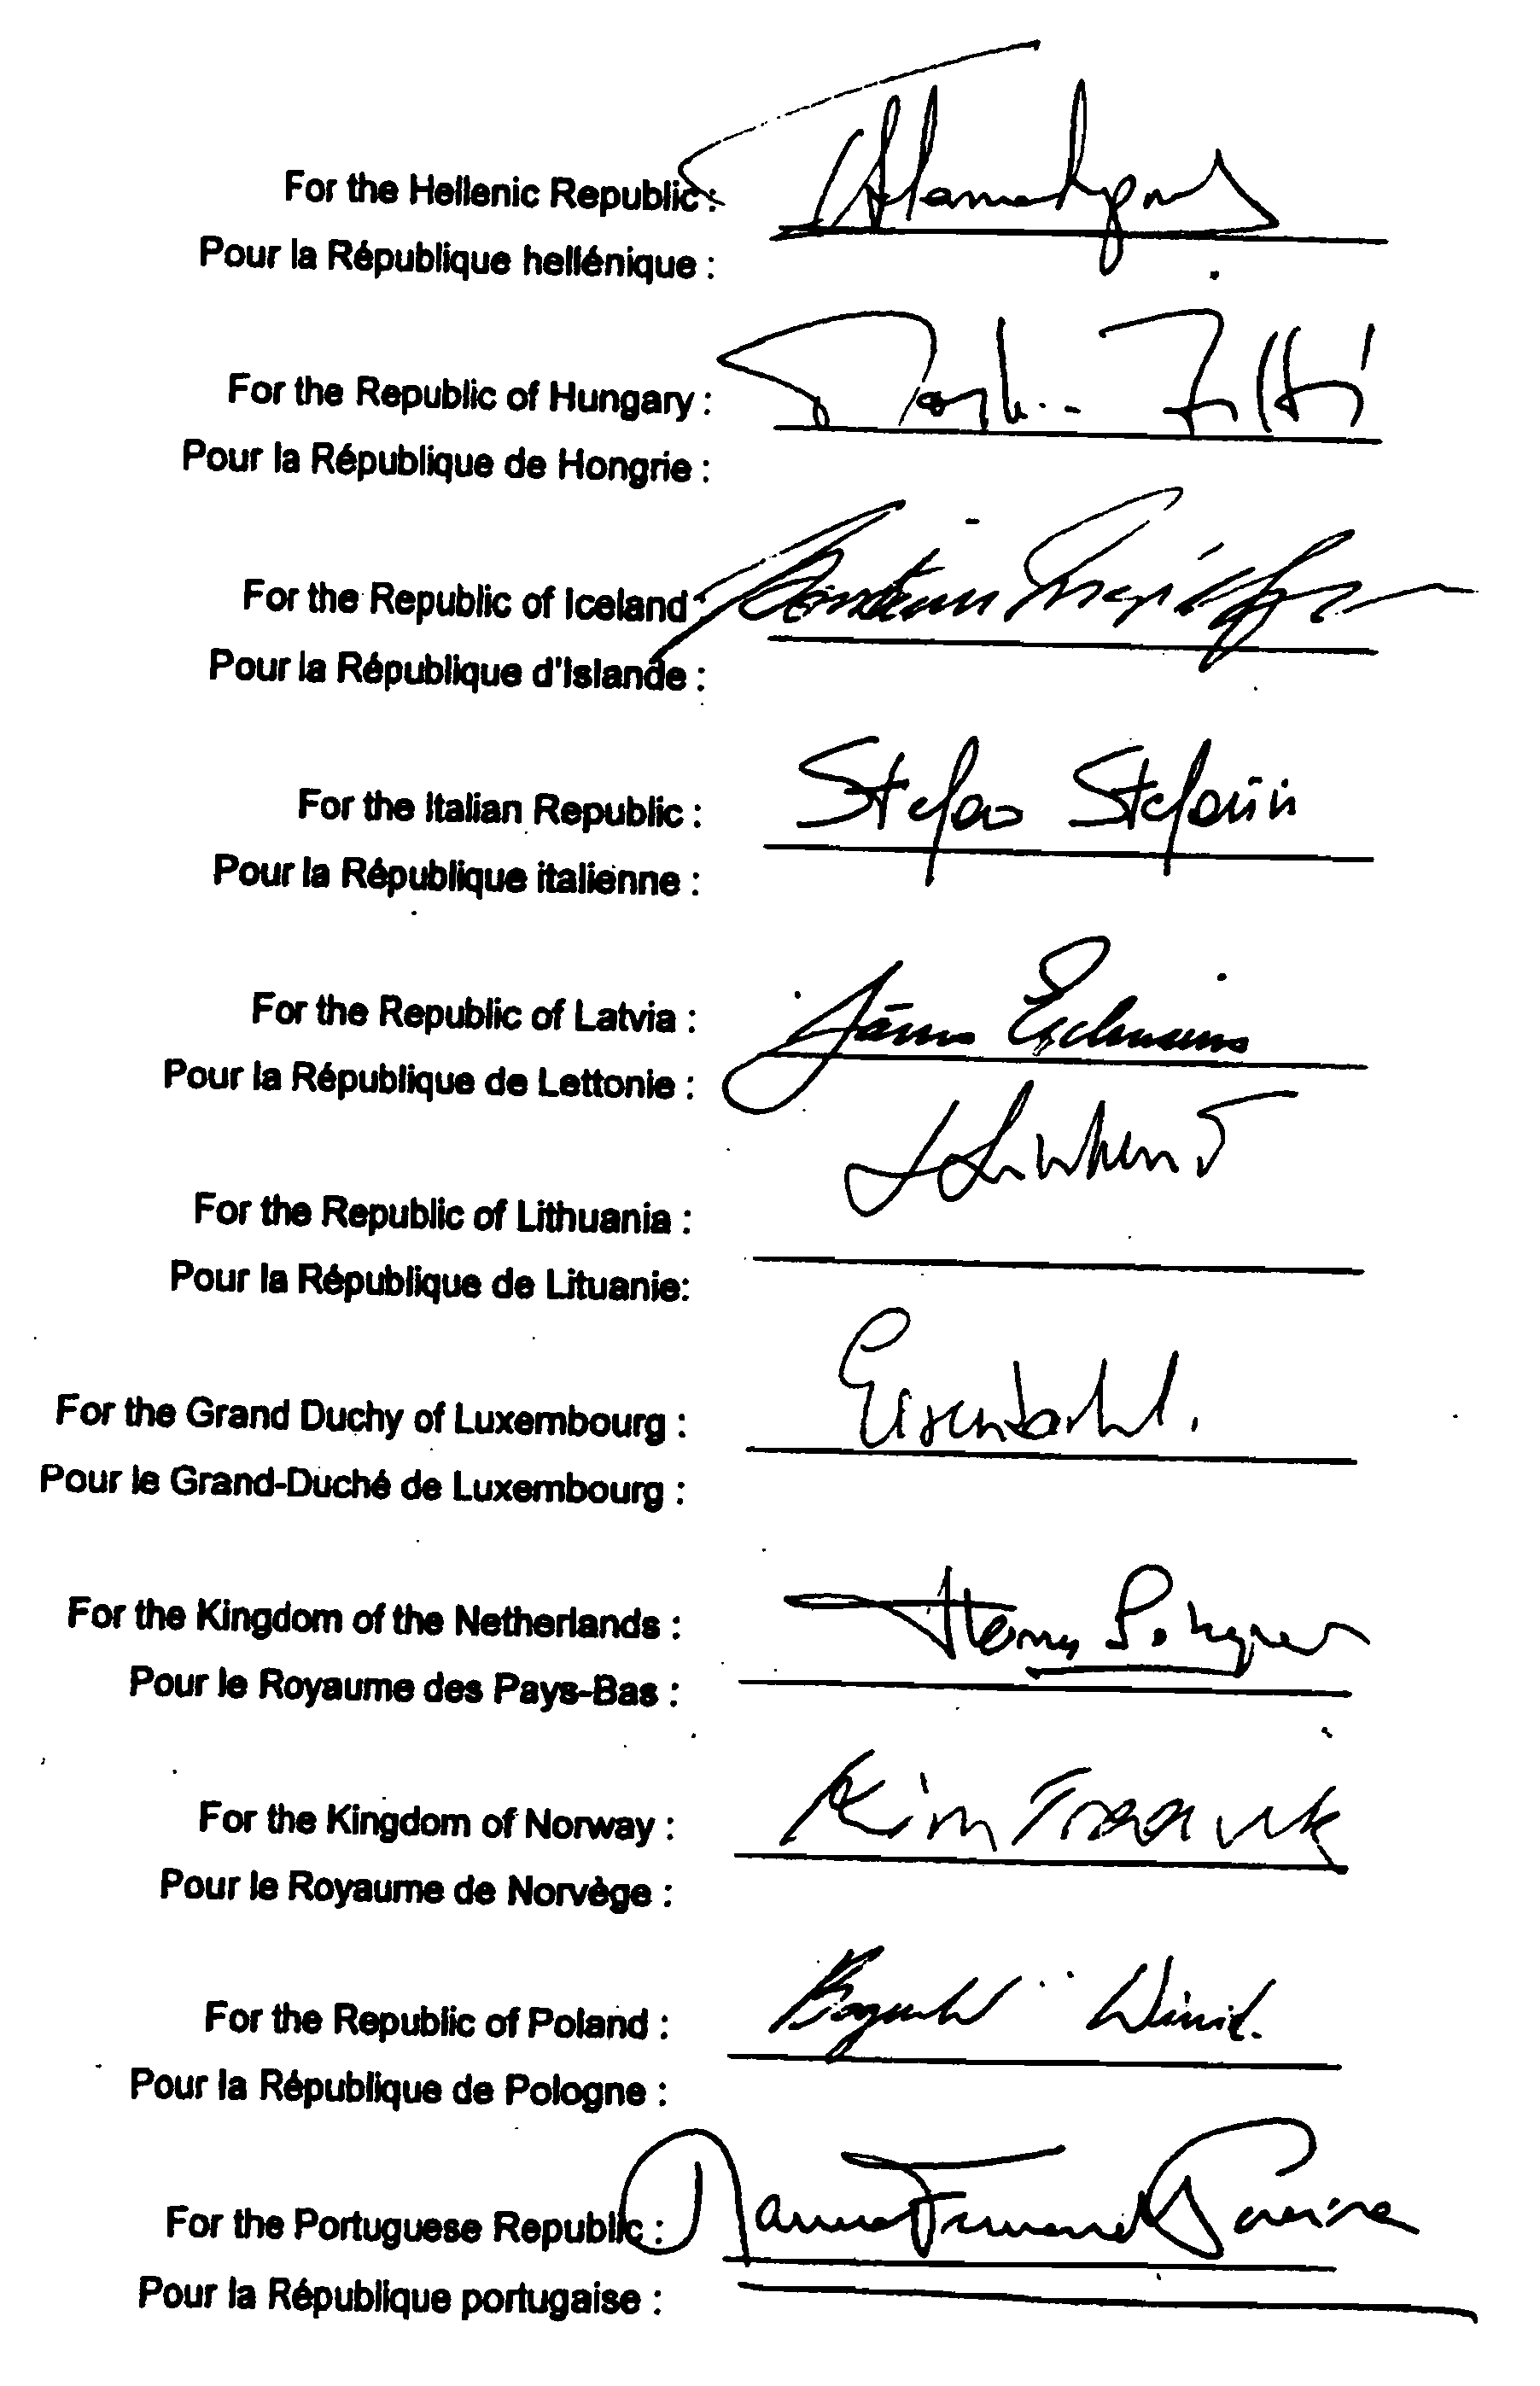 For the Hellenic Republic :
Pour la République hellénique :
For the Republic of Hungary :
Pour la République de Hongrie :
For the Republic of Iceland
Pour la République d'Islande :
For the Italian Republic : Stefano Stefanini
Pour la République italienne :
For the Republic of Latvia : Jānis
Pour la République de Lettonie :
For the Republic of Lithuania :
Pour la République de Lituanie:
For the Grand Duchy of Luxembourg :
Pour le Grand-Duché de Luxembourg :
For the Kingdom of the Netherlands :
Pour le Royaume des Pays-Bas :
For the Kingdom of Norway : Kim
Pour le Royaume de Norvège :
For the Republic of Poland :
Pour la République de Pologne :
For the Portuguese Republic :
Pour la République portugaise :